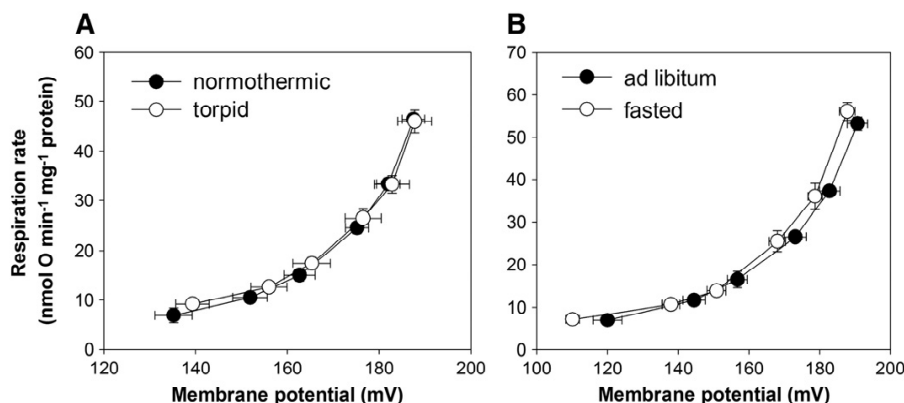 A
B
Respiration rate
(nmol O min-1 mg-1 protein)
60
50
40
30
20
10
0
normothermic
torpid
120
140
160
180
200
Membrane potential (mV)
70
60
50
40
30
20
10
0
ad libitum
fasted
100
120
140
160
180
200
Membrane potential (mV)